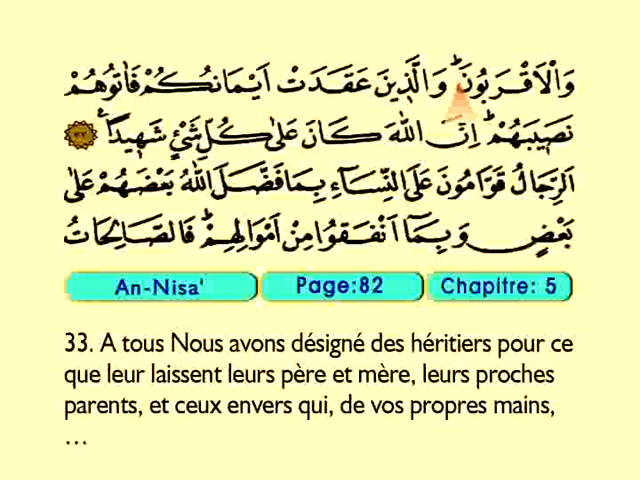 وَالْاَقْرَبُونَ ۜ وَالَّذِينَ عَقَدَتْ اَيْمَانُكُمْ فَاٰتُوهُمْ
نَصِيبَهُمْ ۜ اِنَّ اللّٰهَ كَانَ عَلٰى كُلِّ شَيْءٍ شَهِيدًا ۟ ﴿٣٣﴾
اَلرِّجَالُ قَوَّامُونَ عَلَى النِّسَٓاءِ بِمَا فَضَّلَ اللّٰهُ بَعْضَهُمْ عَلٰى
بَعْضٍ وَبِمَٓا اَنْفَقُوا مِنْ اَمْوَالِهِمْ ۜ فَالصَّالِحَاتُ
An-Nisa' Page:82 Chapitre: 5
33. A tous Nous avons désigné des héritiers pour ce
que leur laissent leurs père et mère, leurs proches
parents, et ceux envers qui, de vos propres mains,
…